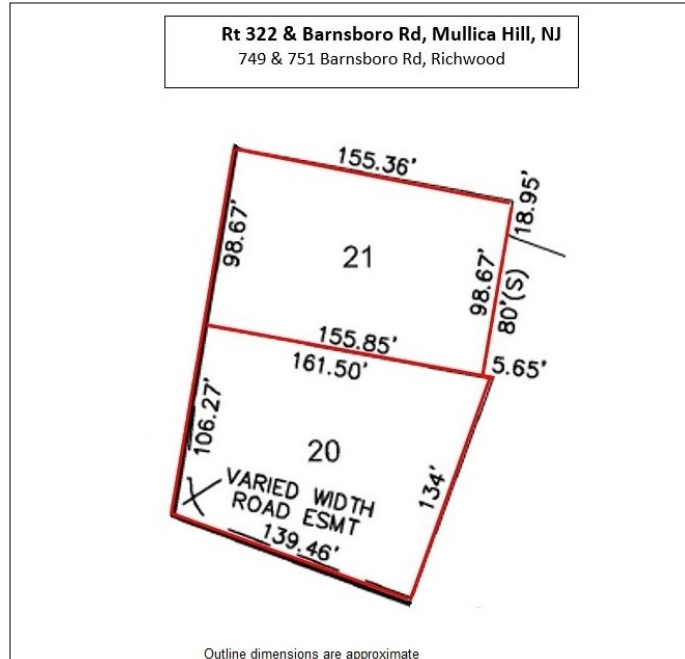 Rt 322 & Barnsboro Rd, Mullica Hill, NJ
749 & 751 Barnsboro Rd, Richwood
155.36'
18.95'
98.67'
21
98.67'
80'(S)
155.85'
5.65'
161.50'
106.27'
20
134'
VARIED WIDTH
ROAD ESMT
139.46'
Outline dimensions are approximate